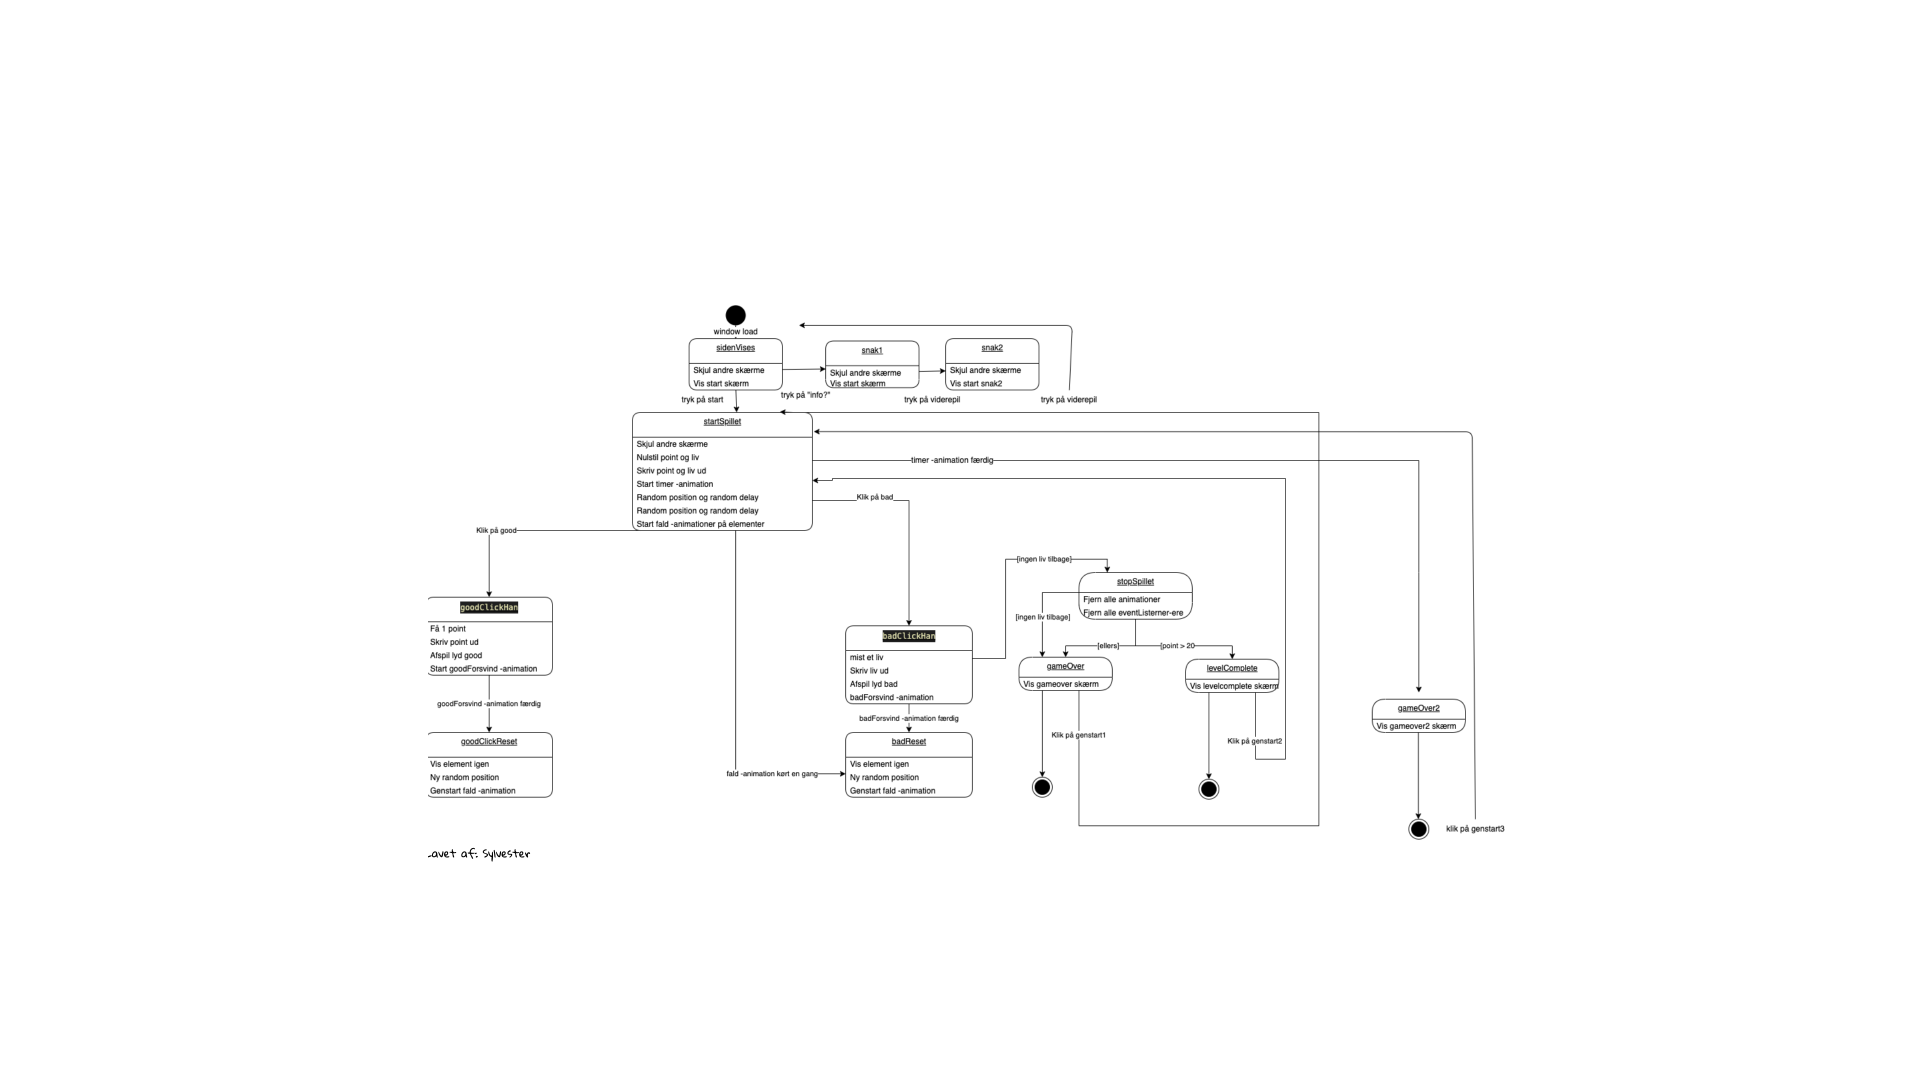 window load
sidenVises
Skjul andre skærme
Vis start skærm
snak1
Skjul andre skærme
Vis start skærm
snak2
Skjul andre skærme
Vis start snak2
tryk på start
tryk på "info?"
tryk på viderepil
tryk på viderepil
startSpillet
Skjul andre skærme
Nulstil point og liv
Skriv point og liv ud
Start timer -animation
Random position og random delay
Random position og random delay
Start fald -animationer på elementer
timer -animation færdig
Klik på bad
Klik på good
[ingen liv tilbage]
stopSpillet
Fjern alle animationer
Fjern alle eventListerner-ere
[ingen liv tilbage]
[ellers]
[point > 20
goodClickHan
Få 1 point
Skriv point ud
Afspil lyd good
Start goodForsvind -animation
badClickHan
mist et liv
Skriv liv ud
Afspil lyd bad
badForsvind -animation
gameOver
Vis gameover skærm
levelComplete
Vis levelcomplete skærm
gameOver2
Vis gameover2 skærm
goodForsvind -animation færdig
badForsvind -animation færdig
Klik på genstart1
Klik på genstart2
goodClickReset
Vis element igen
Ny random position
Genstart fald -animation
fald -animation kørt en gang
badReset
Vis element igen
Ny random position
Genstart fald -animation
klik på genstart3
avet af: Sylvester